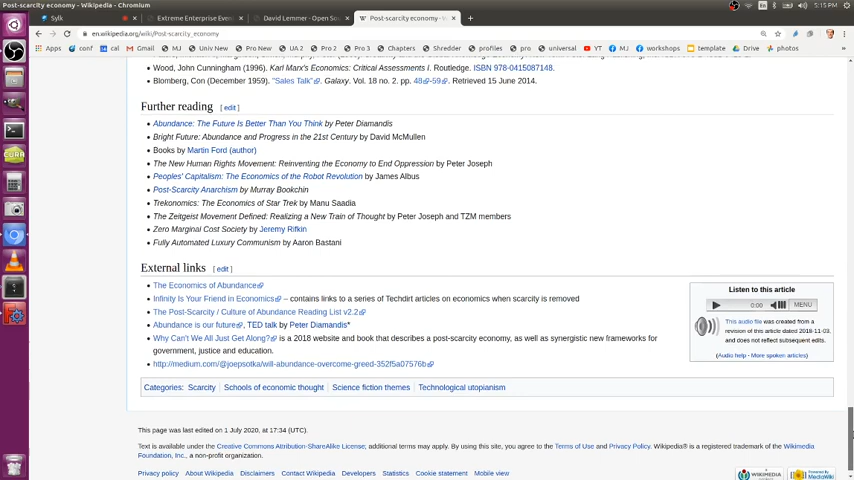 Post-scarcity economy - Wikipedia - Chromium
En
5:15 PM
Sylk
Extreme Enterprise Even
David Lemmer - Open Sou
Post-scarcity economy - W
en.wikipedia.org/wiki/Post-scarcity_economy
Apps conf cal Gmail MJ Univ New Pro New UA 2 Pro 2 Pro 3 Chapters Shredder profiles pro universal YT MJ workshops template Drive photos
Wood, John Cunningham (1996). Karl Marx's Economics: Critical Assessments I. Routledge. ISBN 978-0415087148.
Blomberg, Con (December 1959). "Sales Talk". Galaxy. Vol. 18 no. 2. pp. 48-59. Retrieved 15 June 2014.
Further reading [ edit ]
Abundance: The Future Is Better Than You Think by Peter Diamandis
Bright Future: Abundance and Progress in the 21st Century by David McMullen
Books by Martin Ford (author)
The New Human Rights Movement: Reinventing the Economy to End Oppression by Peter Joseph
Peoples' Capitalism: The Economics of the Robot Revolution by James Albus
Post-Scarcity Anarchism by Murray Bookchin
Trekonomics: The Economics of Star Trek by Manu Saadia
The Zeitgeist Movement Defined: Realizing a New Train of Thought by Peter Joseph and TZM members
Zero Marginal Cost Society by Jeremy Rifkin
Fully Automated Luxury Communism by Aaron Bastani
External links [ edit ]
The Economics of Abundance
Infinity Is Your Friend in Economics – contains links to a series of Techdirt articles on economics when scarcity is removed
The Post-Scarcity / Culture of Abundance Reading List v2.2
Abundance is our future, TED talk by Peter Diamandis*
Why Can't We All Just Get Along? is a 2018 website and book that describes a post-scarcity economy, as well as synergistic new frameworks for
government, justice and education.
http://medium.com/@joepsotka/will-abundance-overcome-greed-352f5a07576b
Listen to this article
0:00 MENU
This audio file was created from a
revision of this article dated 2018-11-03,
and does not reflect subsequent edits.
(Audio help · More spoken articles)
Categories: Scarcity Schools of economic thought Science fiction themes Technological utopianism
This page was last edited on 1 July 2020, at 17:34 (UTC).
Text is available under the Creative Commons Attribution-ShareAlike License; additional terms may apply. By using this site, you agree to the Terms of Use and Privacy Policy. Wikipedia® is a registered trademark of the Wikimedia
Foundation, Inc., a non-profit organization.
Privacy policy About Wikipedia Disclaimers Contact Wikipedia Developers Statistics Cookie statement Mobile view
WIKIMEDIA
MediaWiki
CURA